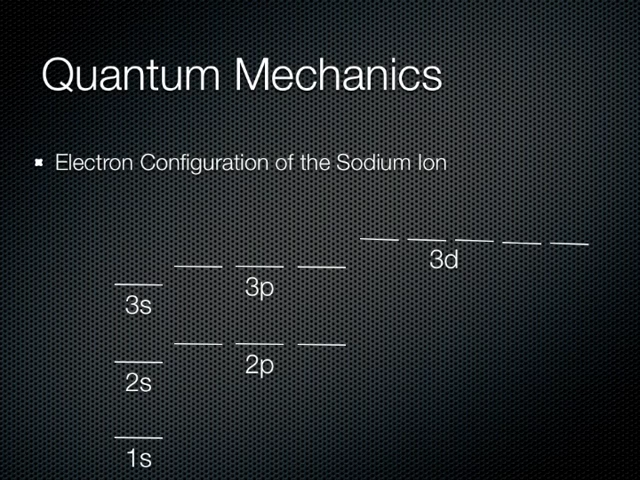 Quantum Mechanics
Electron Configuration of the Sodium Ion
3d
3p
3s
2p
2s
1s